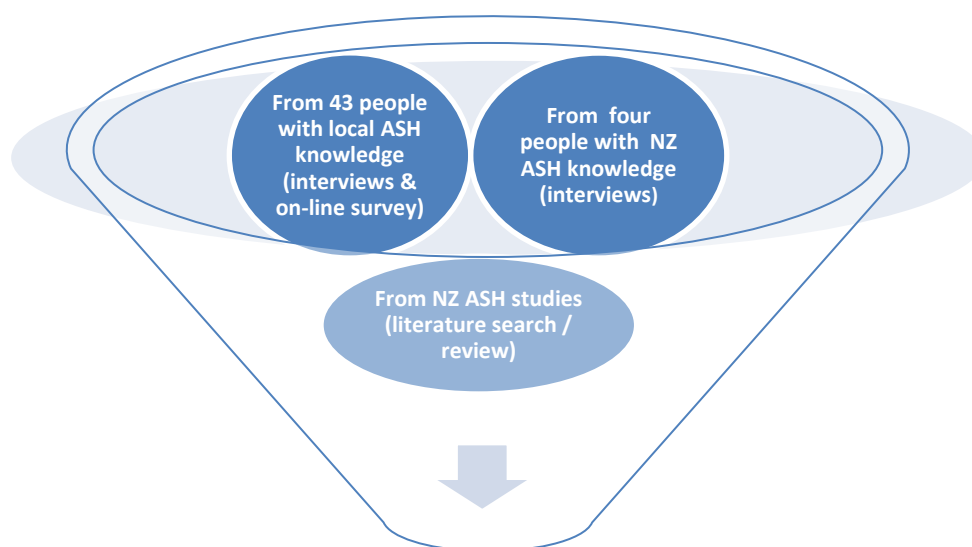 From 43 people
with local ASH
knowledge
(interviews &
on-line survey)
From four
people with NZ
ASH knowledge
(interviews)
From NZ ASH studies
(literature search /
review)